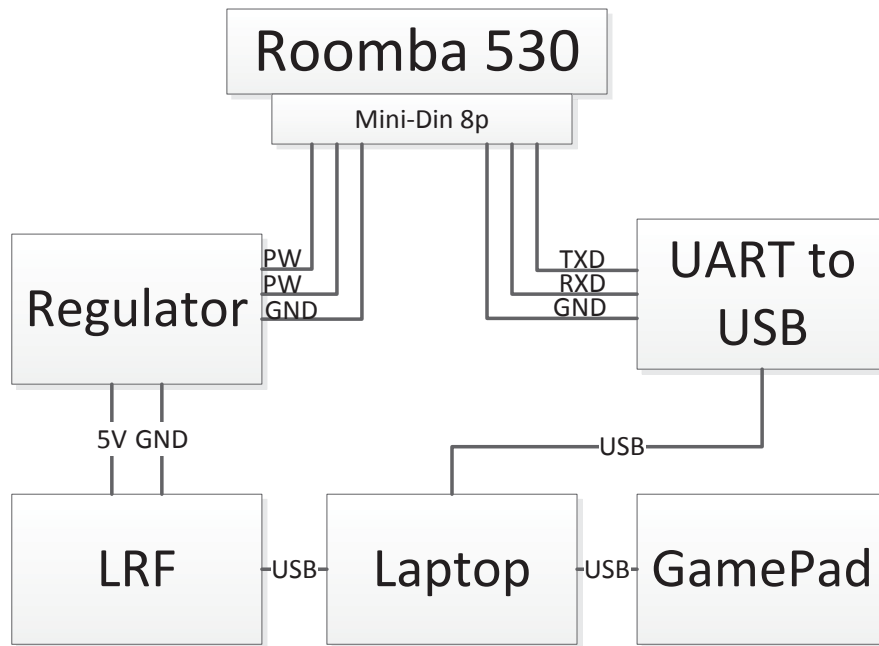 Roomba 530
Mini-Din 8p
PW
PW
GND
Regulator
TXD
RXD
GND
UART to
USB
5V GND
USB
LRF
USB
Laptop
USB
GamePad